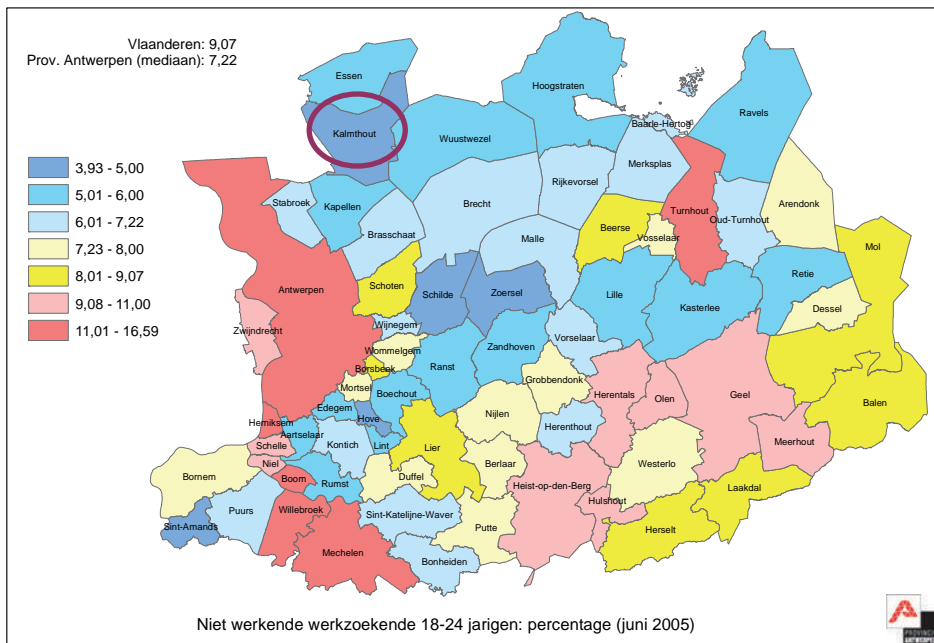 Vlaanderen: 9,07
Prov. Antwerpen (mediaan): 7,22
3,93 - 5,00
5,01 - 6,00
6,01 - 7,22
7,23 - 8,00
8,01 - 9,07
9,08 - 11,00
11,01 - 16,59
Essen
Hoogstraten
Kalmthout
Wuustwezel
Baarle-Hertog
Ravels
Merksplas
Rijkevorsel
Stabroek
Kapellen
Brecht
Turnhout
Oud-Turnhout
Arendonk
Brasschaat
Malle
Beerse
Vosselaar
Mol
Antwerpen
Schoten
Schilde
Zoersel
Lille
Kasterlee
Retie
Dessel
Zwijndrecht
Wijnegem
Vorselaar
Wommelgem
Zandhoven
Borsbeek
Ranst
Grobbendonk
Mortsel
Boechout
Herentals
Olen
Geel
Balen
Edegem
Hove
Nijlen
Herenthout
Hemiksem
Aartselaar
Kontich
Lint
Lier
Meerhout
Schelle
Niel
Berlaar
Westerlo
Bornem
Boom
Rumst
Duffel
Heist-op-den-Berg
Laakdal
Puurs
Willebroek
Sint-Katelijne-Waver
Hulshout
Sint-Amands
Putte
Herselt
Mechelen
Bonheiden
Niet werkende werkzoekende 18-24 jarigen: percentage (juni 2005)
PROVINCIE
ANTWERPEN